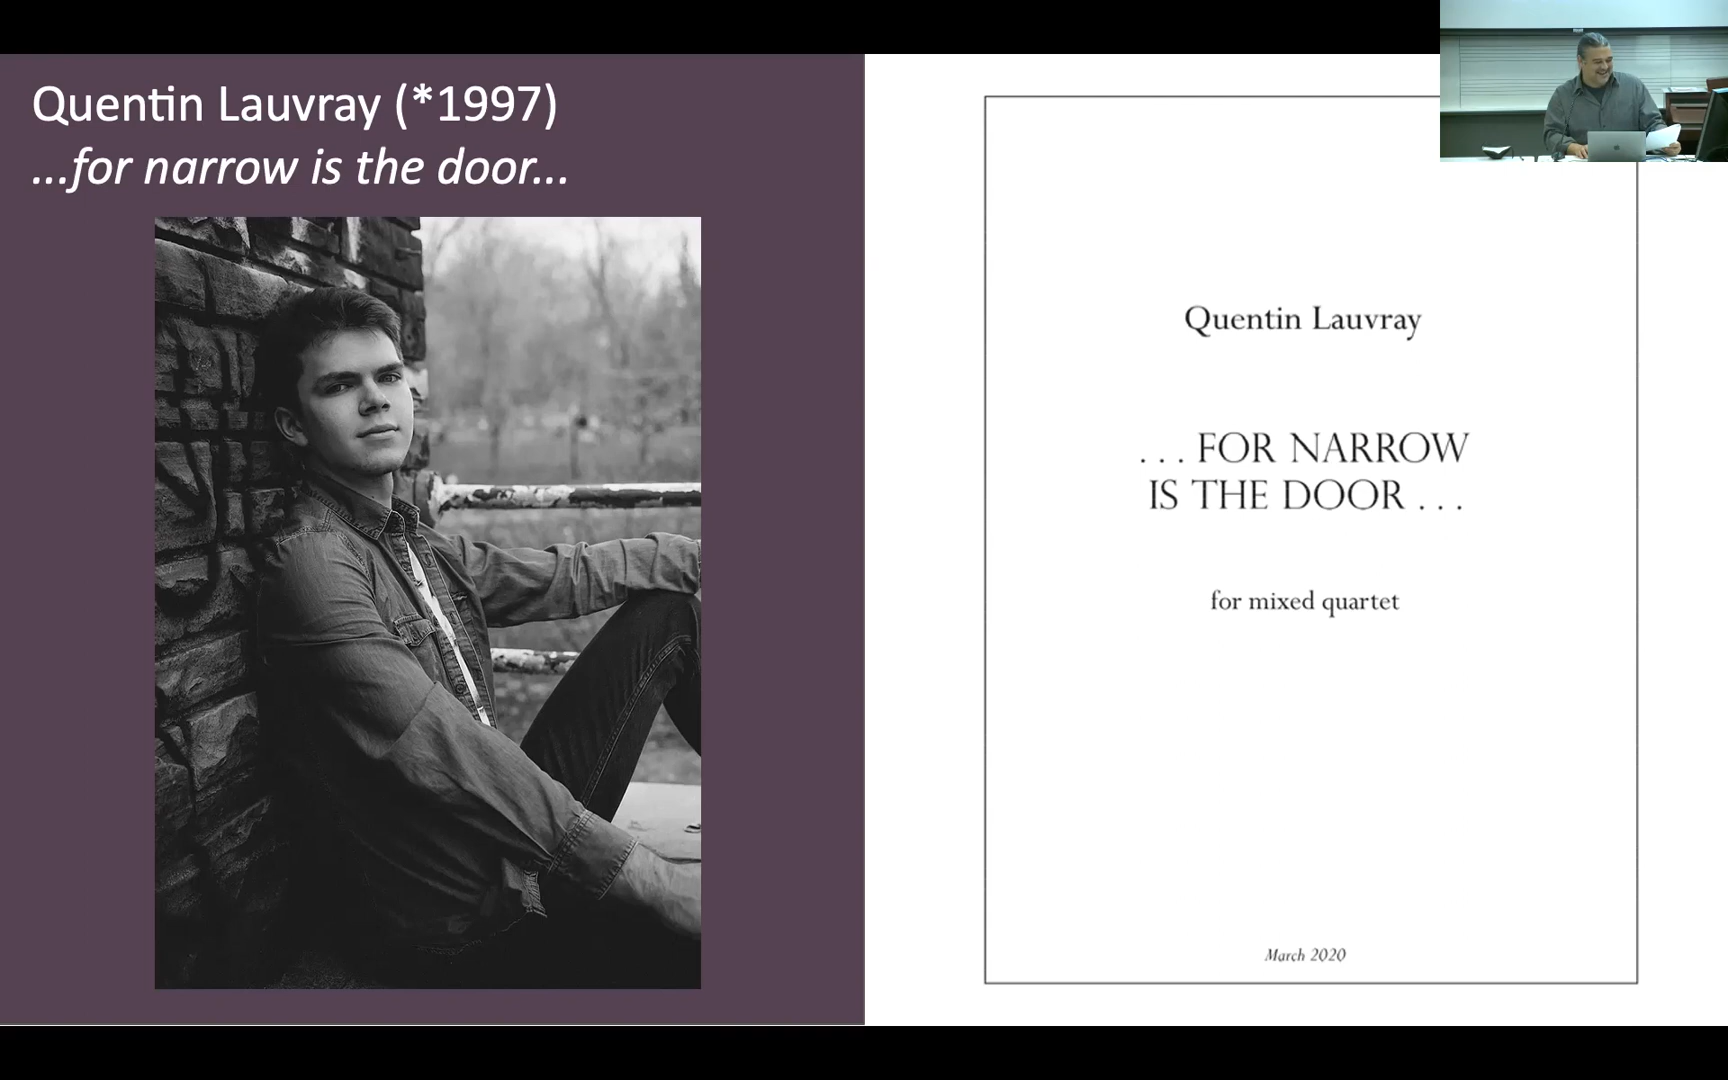 Quentin Lauvray (*1997)
...for narrow is the door...
Quentin Lauvray
. . . FOR NARROW
IS THE DOOR . . .
for mixed quartet
March 2020